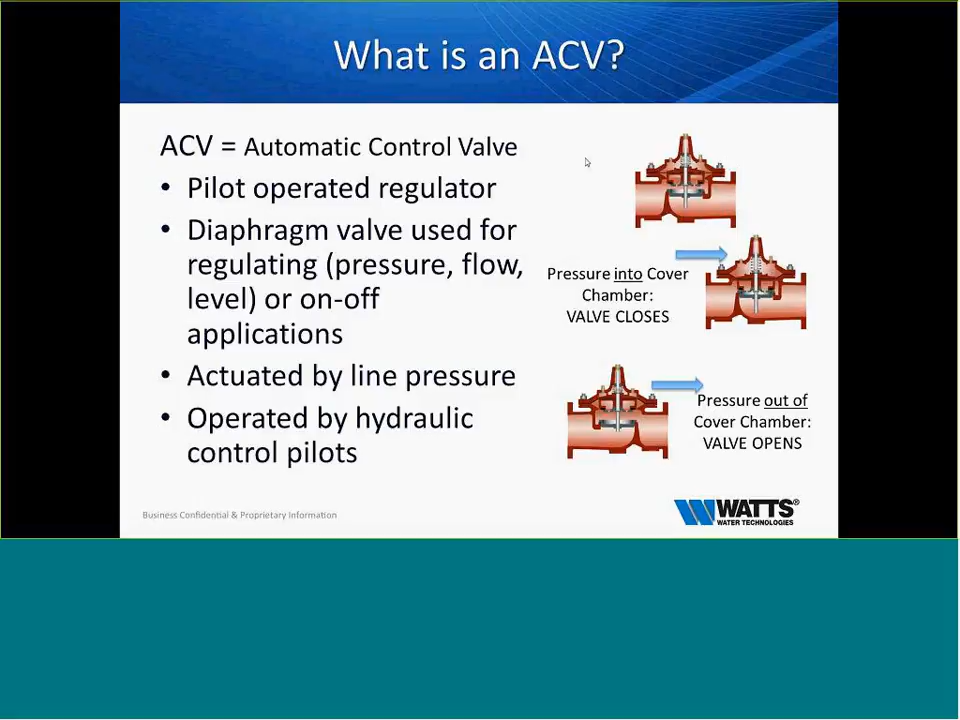 What is an ACV?
ACV = Automatic Control Valve
• Pilot operated regulator
• Diaphragm valve used for
regulating (pressure, flow,
level) or on-off
applications
• Actuated by line pressure
• Operated by hydraulic
control pilots
Pressure into Cover
Chamber:
VALVE CLOSES
Pressure out of
Cover Chamber:
VALVE OPENS
Business Confidential & Proprietary Information
WATTS®
WATER TECHNOLOGIES